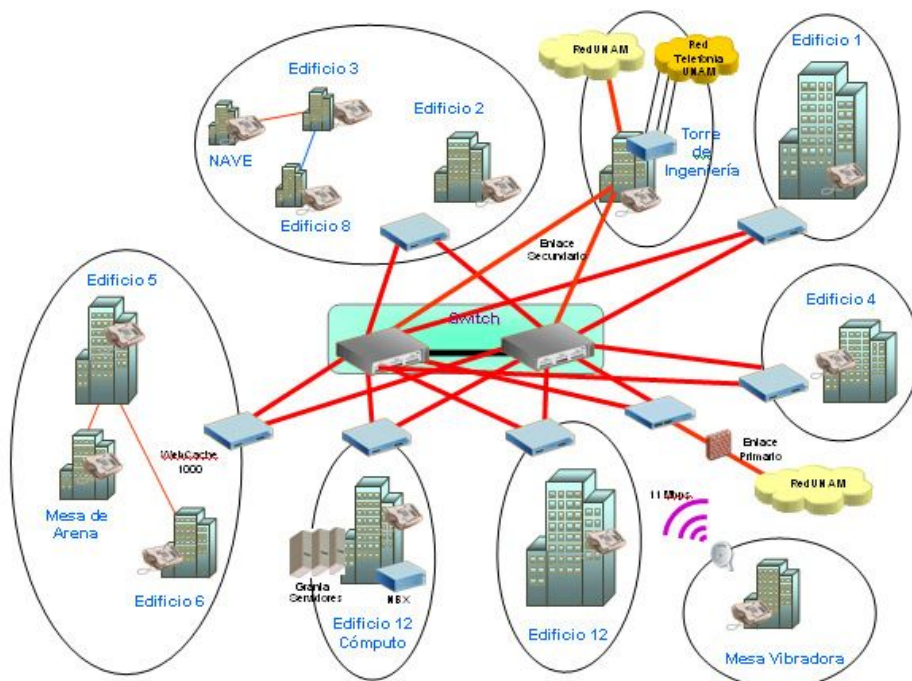 Edificio 3
Edificio 2
NAVE
Edificio 8
Red UNAM
Red
Telefonía
UNAM
Torre
de
Ingeniería
Edificio 1
Enlace
Secundario
Edificio 5
Switch
Edificio 4
WebCache
1000
Mesa de
Arena
Edificio 6
Enlace
Primario
Red UNAM
11 Mbps.
Granja
Servidores
NBX
Edificio 12
Cómputo
Edificio 12
Mesa Vibradora